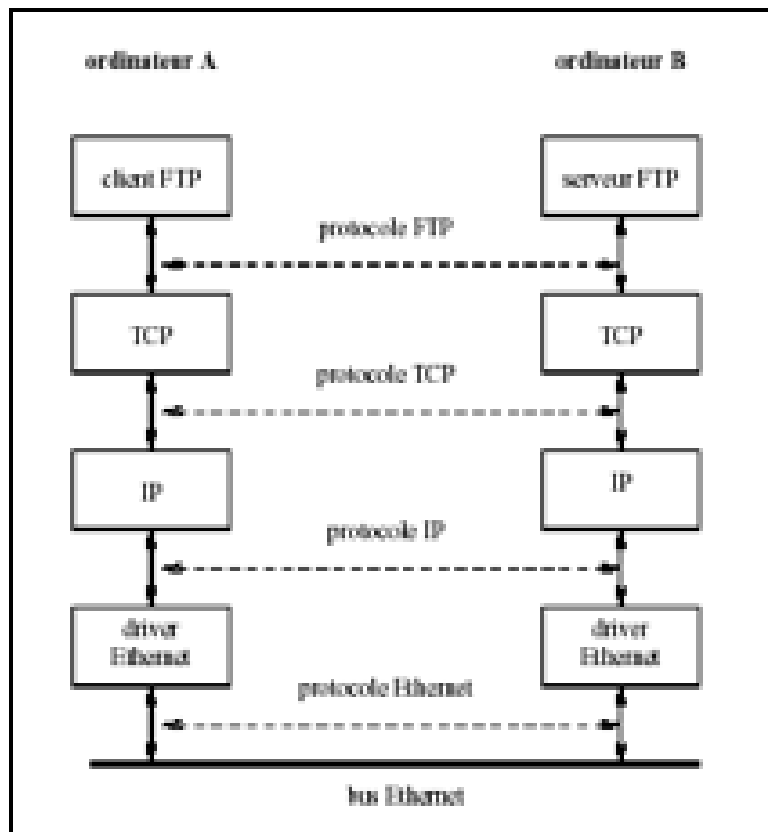 ordinateur A
ordinateur B
client FTP
serveur FTP
protocole FTP
TCP
TCP
protocole TCP
IP
IP
protocole IP
driver
Ethernet
driver
Ethernet
protocole Ethernet
bus Ethernet